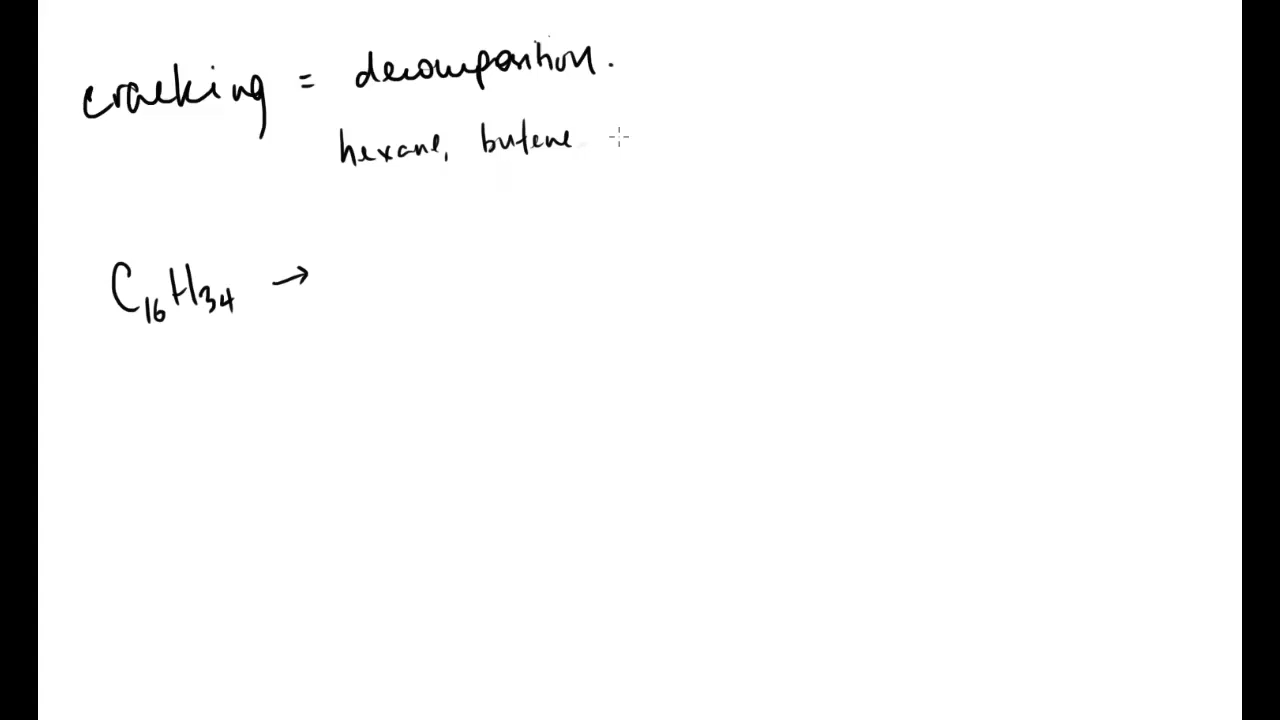 cracking = decomposition.
hexane, butene
C₁₆H₃₄ →